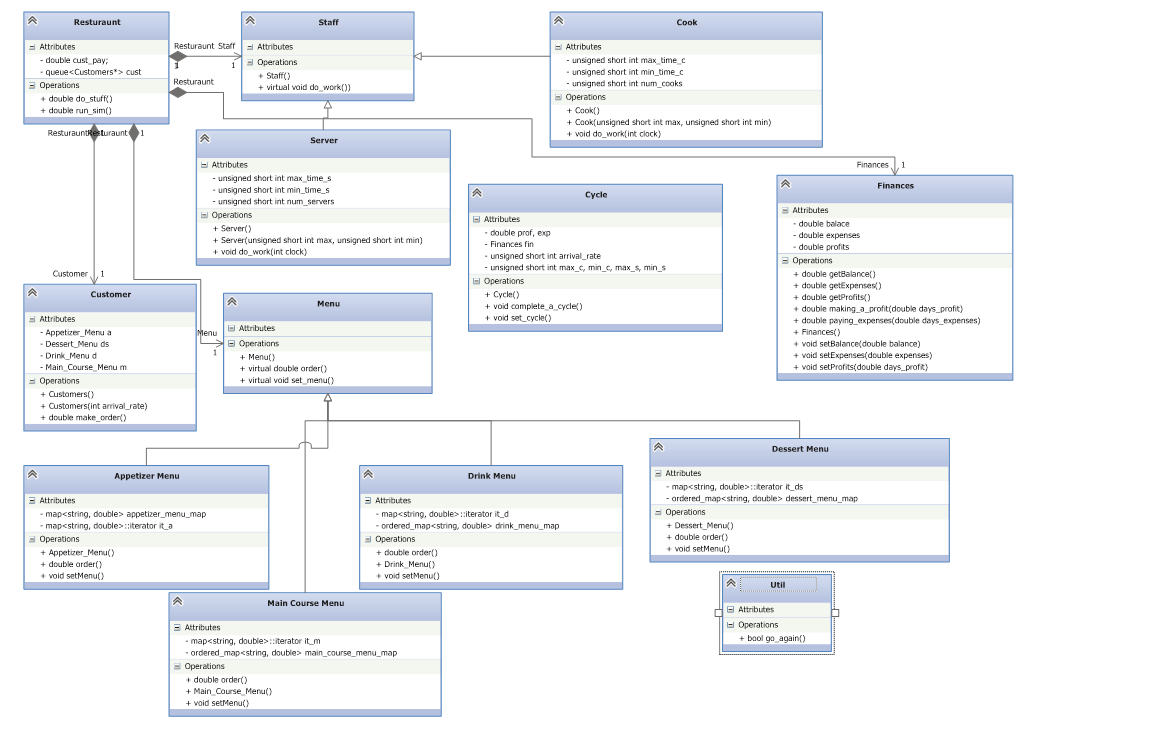 Resturaunt
Attributes
- double cust_pay;
- queue<Customers*> cust
Operations
+ double do_stuff()
+ double run_sim()
Resturaunt Staff
1
1
Resturaunt
Staff
Attributes
Operations
+ Staff()
+ virtual void do_work())
Cook
Attributes
- unsigned short int max_time_c
- unsigned short int min_time_c
- unsigned short int num_cooks
Operations
+ Cook()
+ Cook(unsigned short int max, unsigned short int min)
+ void do_work(int clock)
Resturaunt
1
Resturaunt
1
Server
Attributes
- unsigned short int max_time_s
- unsigned short int min_time_s
- unsigned short int num_servers
Operations
+ Server()
+ Server(unsigned short int max, unsigned short int min)
+ void do_work(int clock)
Cycle
Attributes
- double prof, exp
- Finances fin
- unsigned short int arrival_rate
- unsigned short int max_c, min_c, max_s, min_s
Operations
+ Cycle()
+ void complete_a_cycle()
+ void set_cycle()
Finances 1
Finances
Attributes
- double balace
- double expenses
- double profits
Operations
+ double getBalance()
+ double getExpenses()
+ double getProfits()
+ double making_a_profit(double days_profit)
+ double paying_expenses(double days_expenses)
+ Finances()
+ void setBalance(double balance)
+ void setExpenses(double expenses)
+ void setProfits(double days_profit)
Customer 1
Customer
Attributes
- Appetizer_Menu a
- Dessert_Menu ds
- Drink_Menu d
- Main_Course_Menu m
Operations
+ Customers()
+ Customers(int arrival_rate)
+ double make_order()
Menu
1
Menu
Attributes
Operations
+ Menu()
+ virtual double order()
+ virtual void set_menu()
Appetizer Menu
Attributes
- map<string, double> appetizer_menu_map
- map<string, double>::iterator it_a
Operations
+ Appetizer_Menu()
+ double order()
+ void setMenu()
Drink Menu
Attributes
- map<string, double>::iterator it_d
- ordered_map<string, double> drink_menu_map
Operations
+ double order()
+ Drink_Menu()
+ void setMenu()
Dessert Menu
Attributes
- map<string, double>::iterator it_ds
- ordered_map<string, double> dessert_menu_map
Operations
+ Dessert_Menu()
+ double order()
+ void setMenu()
Main Course Menu
Attributes
- map<string, double>::iterator it_m
- ordered_map<string, double> main_course_menu_map
Operations
+ double order()
+ Main_Course_Menu()
+ void setMenu()
Util
Attributes
Operations
+ bool go_again()